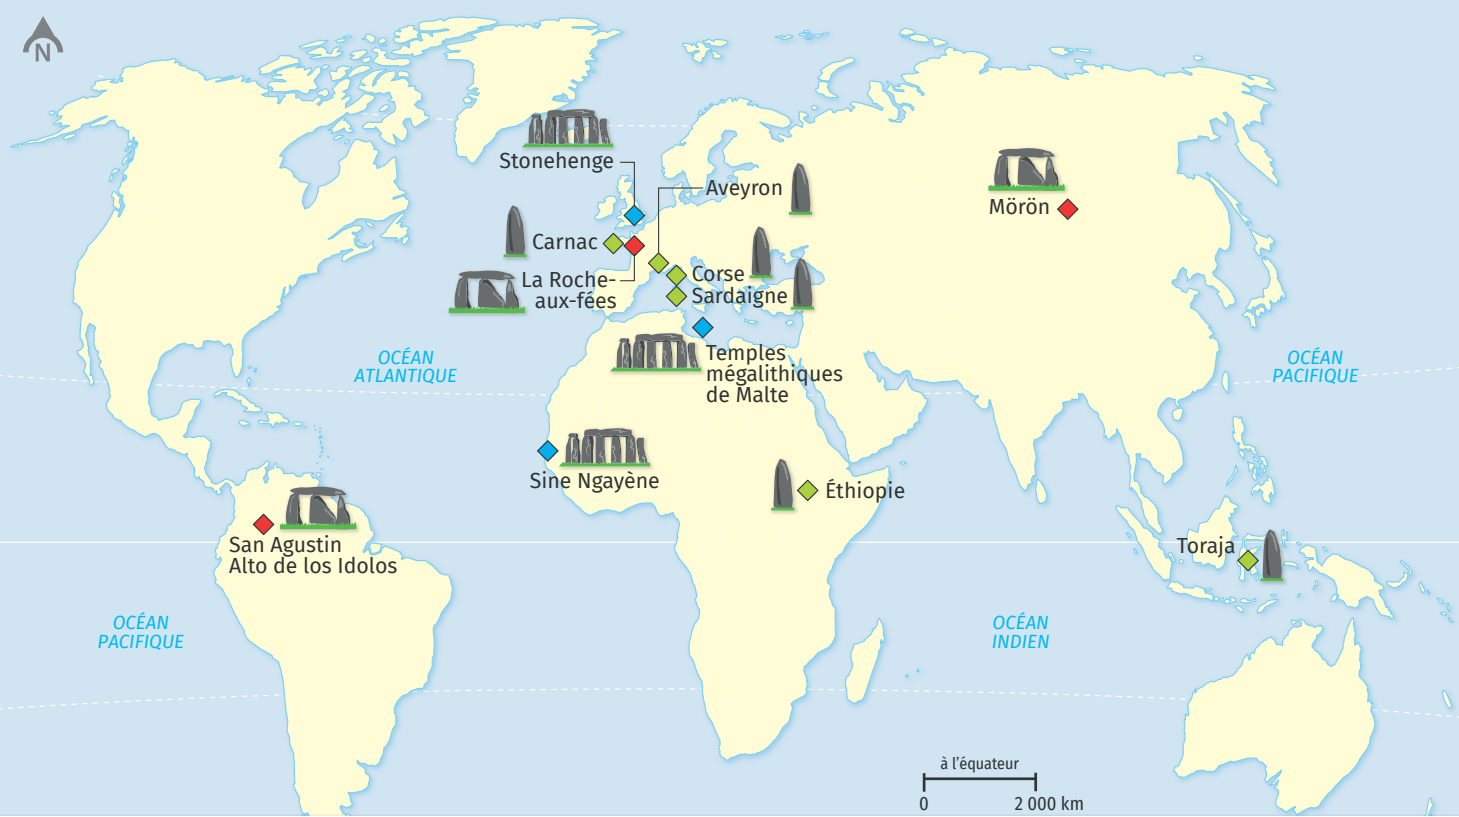 N
Stonehenge
Aveyron
Mörön
Carnac
La Roche-
aux-fées
Corse
Sardaigne
OCÉAN
ATLANTIQUE
Temples
mégalithiques
de Malte
OCÉAN
PACIFIQUE
Sine Ngayène
Éthiopie
San Agustin
Alto de los Idolos
Toraja
OCÉAN
PACIFIQUE
OCÉAN
INDIEN
à l’équateur
0 2 000 km